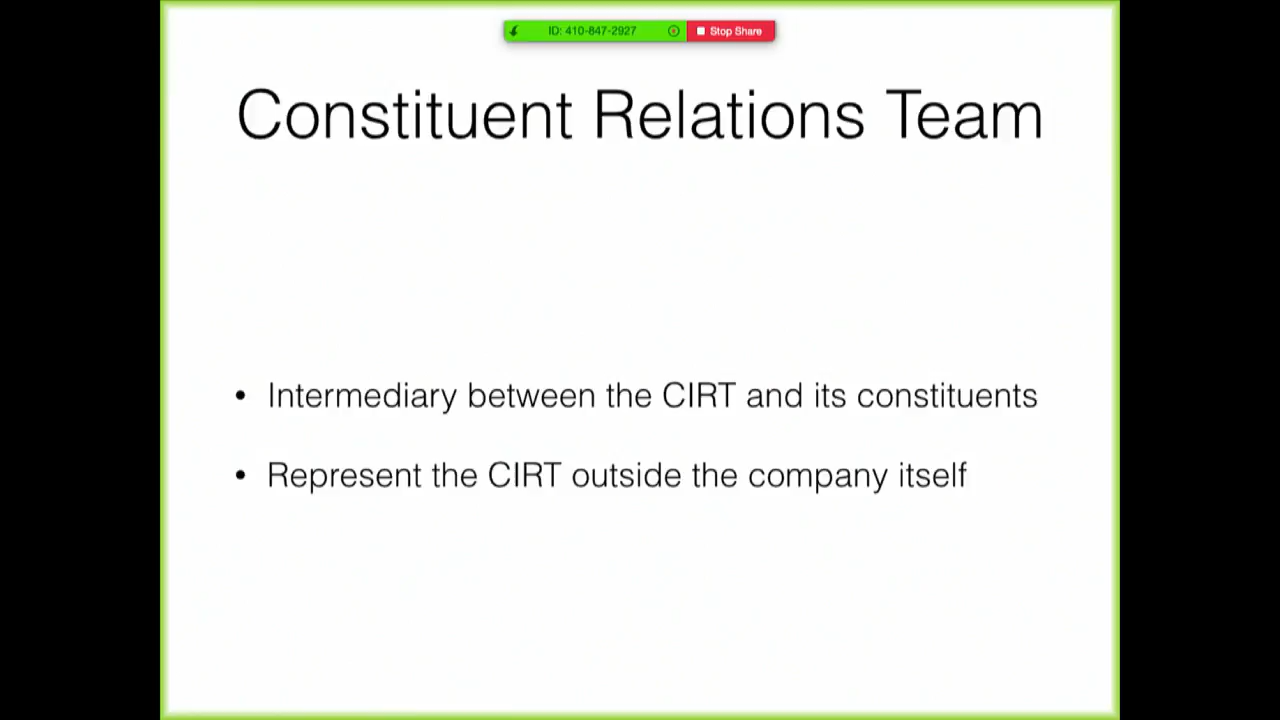 ID: 410-847-2927 Stop Share
Constituent Relations Team
• Intermediary between the CIRT and its constituents
• Represent the CIRT outside the company itself